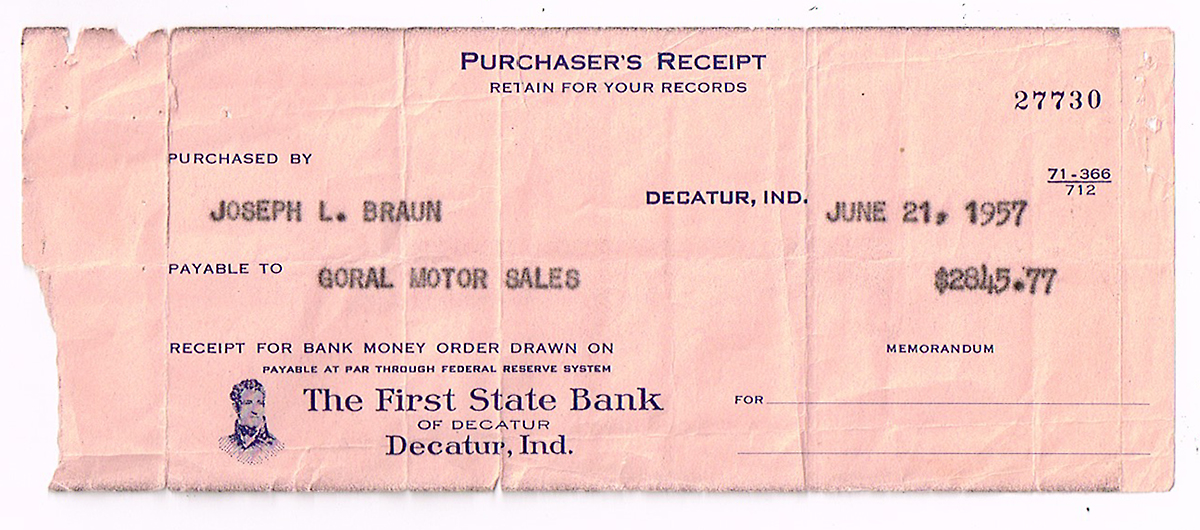 PURCHASER'S RECEIPT
RETAIN FOR YOUR RECORDS
27730
PURCHASED BY
71-366
712
DECATUR, IND.
JOSEPH L. BRAUN
JUNE 21, 1957
PAYABLE TO GORAL MOTOR SALES $2845.77
RECEIPT FOR BANK MONEY ORDER DRAWN ON
MEMORANDUM
PAYABLE AT PAR THROUGH FEDERAL RESERVE SYSTEM
The First State Bank
FOR
OF DECATUR
Decatur, Ind.